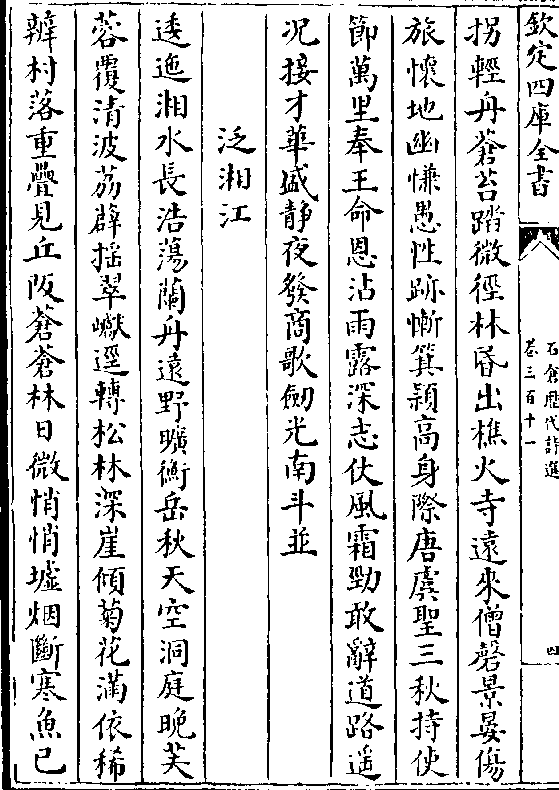 欽定四庫全書
石倉歴代詩選
卷三百十一
四
拐輕舟蒼苔踏微徑林昏出樵火寺遠來僧磬景晏傷
旅懷地幽慊愚性跡慚箕潁高身際唐虞聖三秋持使
節萬里奉王命恩沾雨露深志仗風霜勁敢辭道路遥
况接才華盛静夜發商歌劒光南斗並
泛湘江
逶迤湘水長浩蕩蘭舟遠野曠衡岳秋天空洞庭晚芙
蓉覆清波荔薜揺翠巘逕轉松林深崖傾菊花滿依稀
辨村落重疊見丘阪蒼蒼林日微悄悄墟烟斷寒魚已